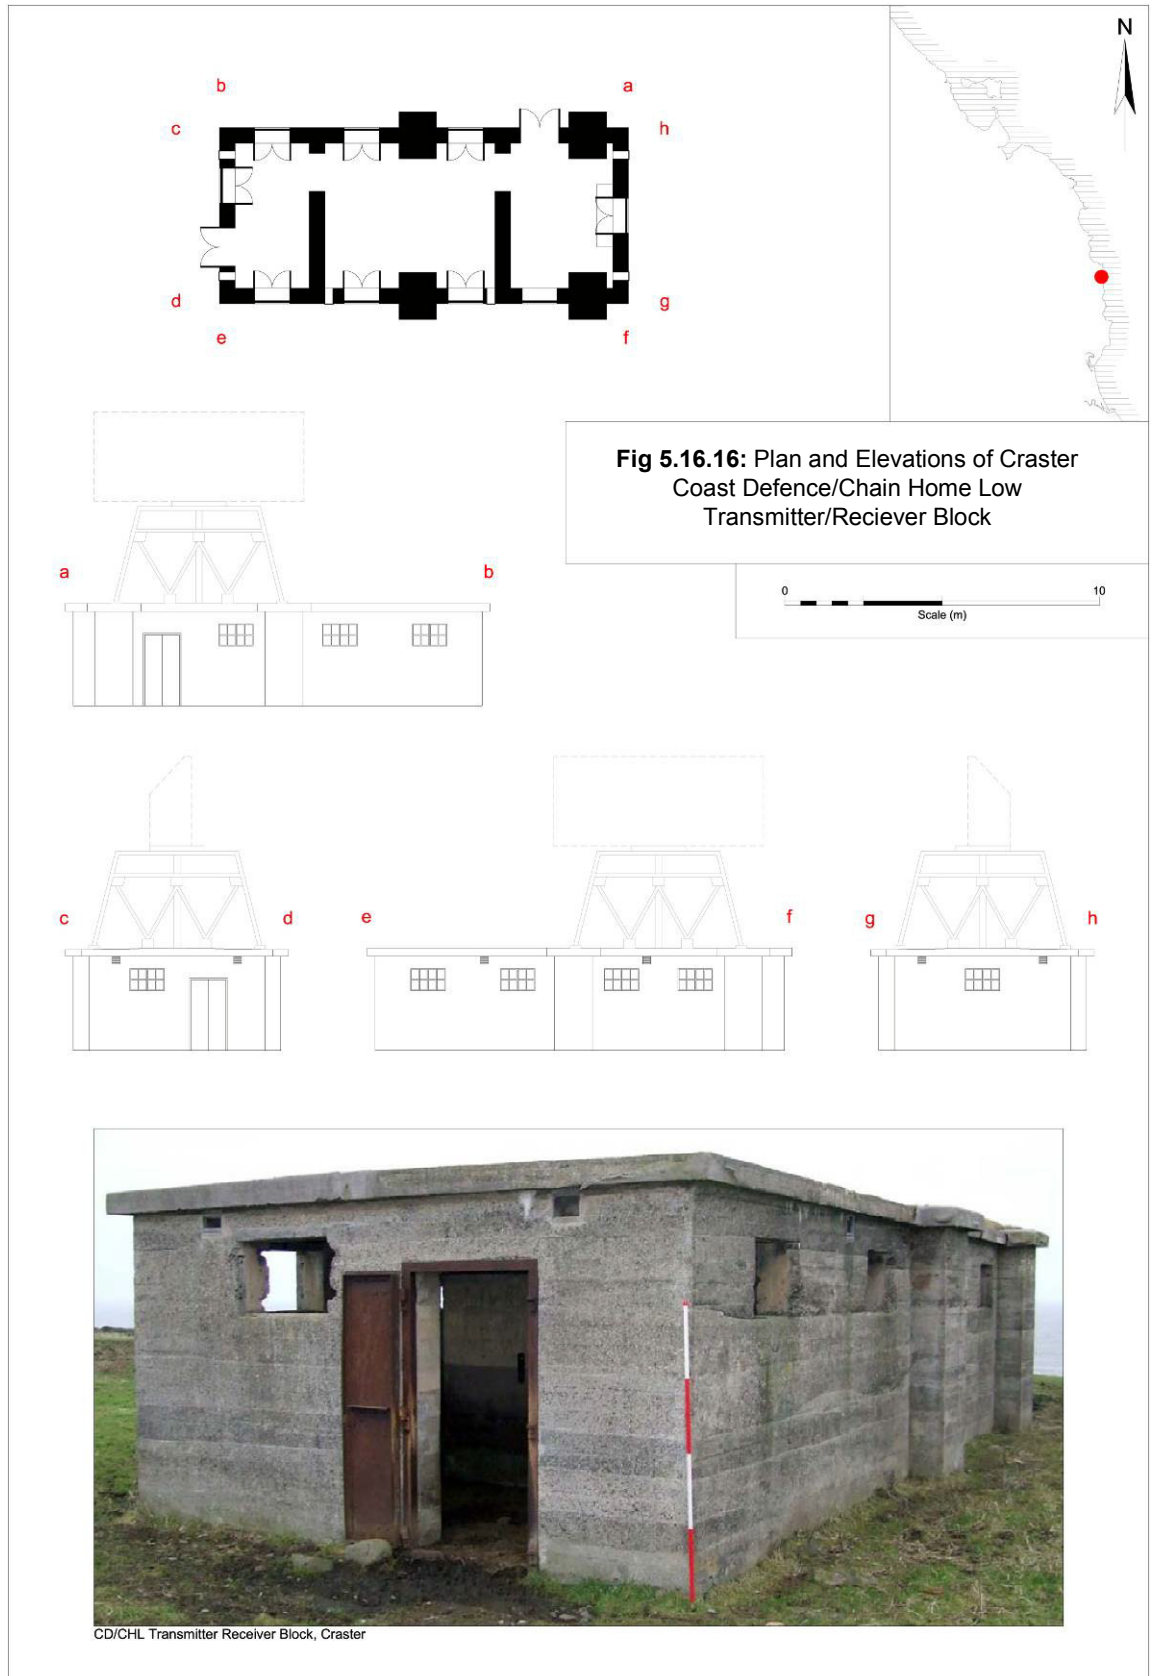 N
b
a
c
h
d
g
e
f
Fig 5.16.16: Plan and Elevations of Craster
Coast Defence/Chain Home Low
Transmitter/Reciever Block
0 10
Scale (m)
a
b
c
d
e
f
g
h
CD/CHL Transmitter Receiver Block, Craster